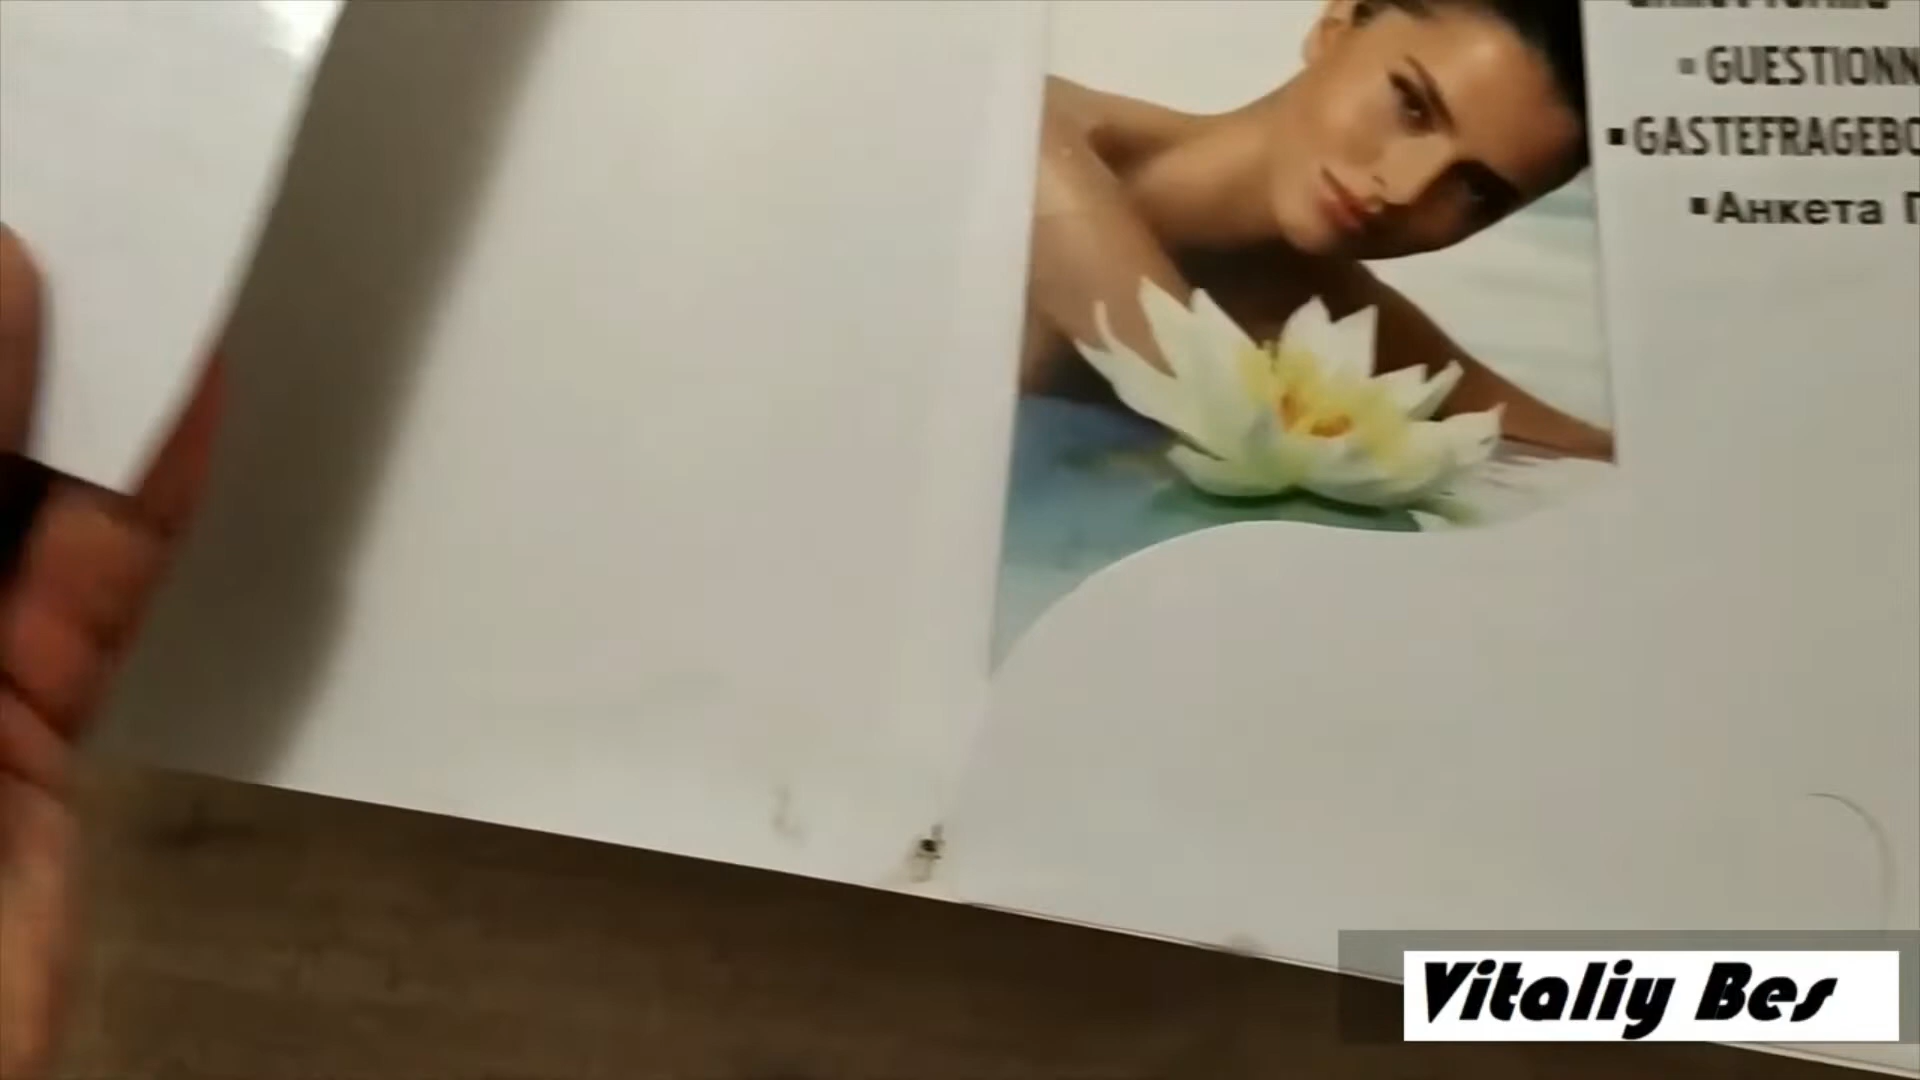 GUESTIONN
GASTEFRAGEBO
Анкета П
Vitaliy Bes